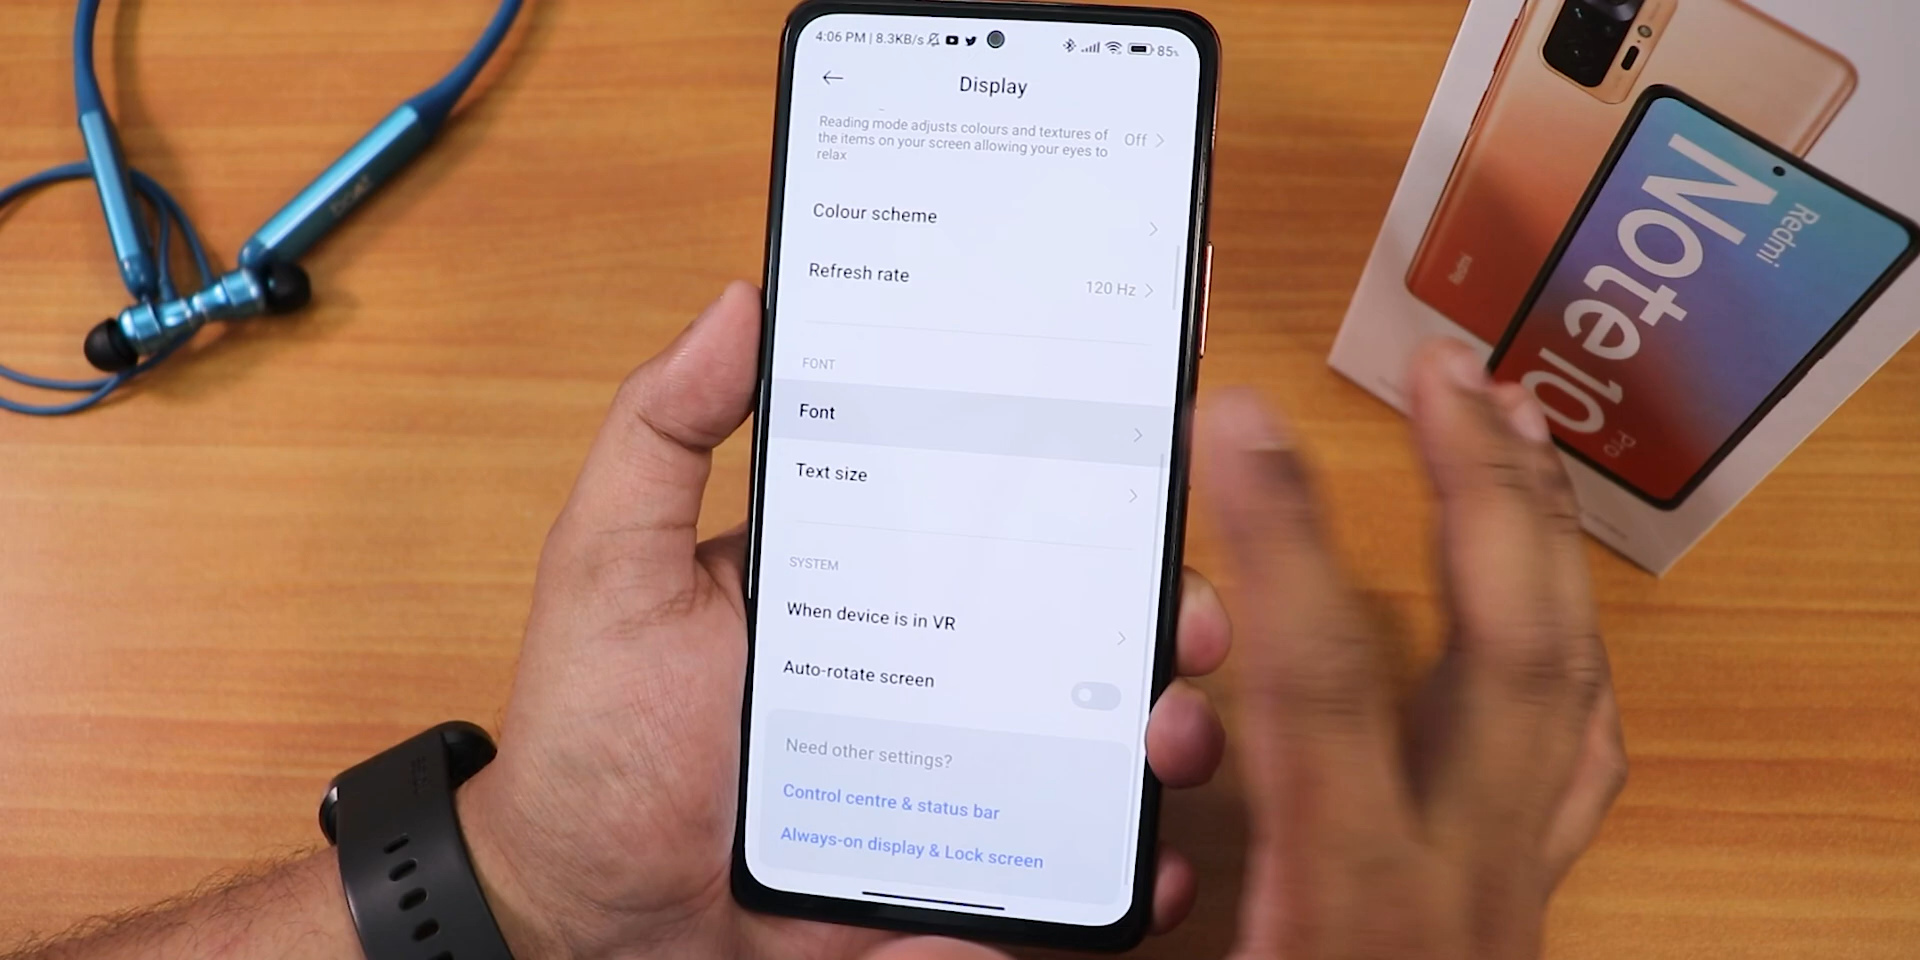 4:06 PM | 8.3KB/s
85%
Display
Reading mode adjusts colours and textures of
the items on your screen allowing your eyes to
relax
Off
Colour scheme
Refresh rate
120 Hz
FONT
Font
Text size
SYSTEM
When device is in VR
Auto-rotate screen
Need other settings?
Control centre & status bar
Always-on display & Lock screen
boAt
Redmi
Redmi
Note 10
Pro